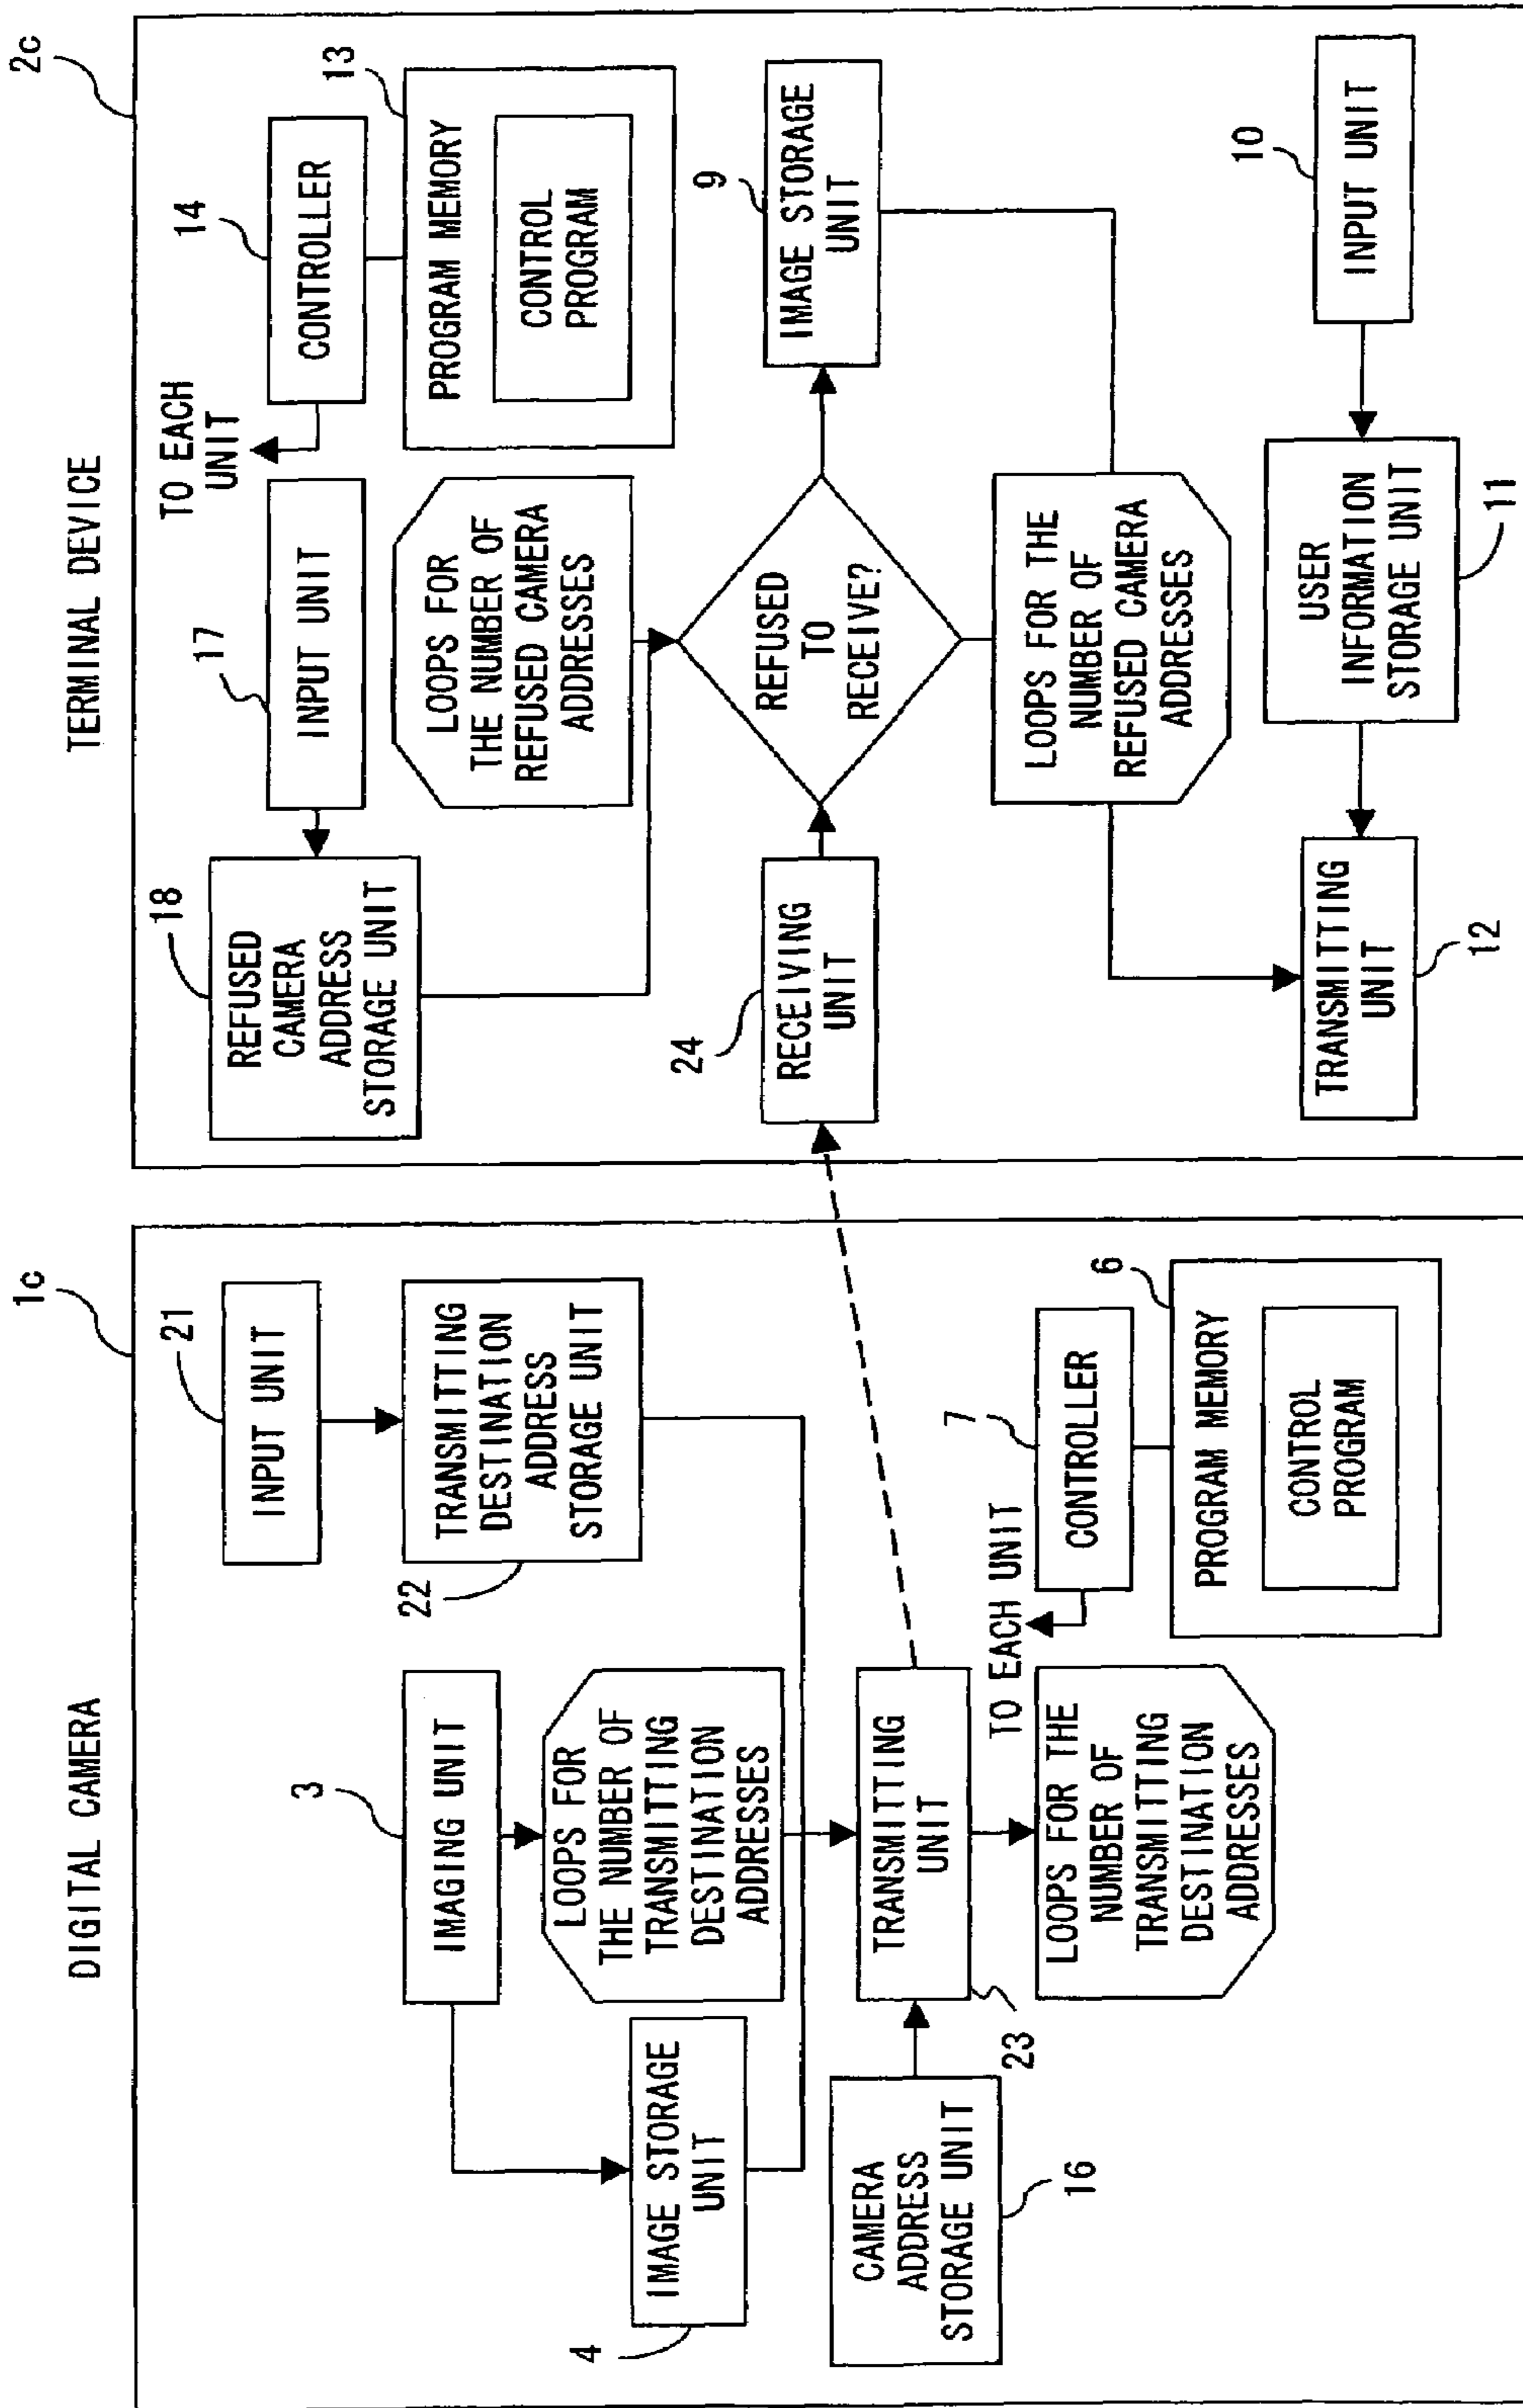 DIGITAL CAMERA
1c
21
INPUT UNIT
3
IMAGING UNIT
TRANSMITTING
DESTINATION
ADDRESS
STORAGE UNIT
22
LOOPS FOR
THE NUMBER OF
TRANSMITTING
DESTINATION
ADDRESSES
IMAGE STORAGE
UNIT
4
CAMERA
ADDRESS
STORAGE UNIT
16
TRANSMITTING
UNIT
23
TO EACH UNIT
7
CONTROLLER
6
PROGRAM MEMORY
CONTROL
PROGRAM
LOOPS FOR THE
NUMBER OF
TRANSMITTING
DESTINATION
ADDRESSES
TERMINAL DEVICE
2c
18
REFUSED
CAMERA
ADDRESS
STORAGE UNIT
17
INPUT UNIT
TO EACH
UNIT
14
CONTROLLER
13
PROGRAM MEMORY
CONTROL
PROGRAM
LOOPS FOR
THE NUMBER OF
REFUSED CAMERA
ADDRESSES
24
RECEIVING
UNIT
REFUSED
TO
RECEIVE?
9
IMAGE STORAGE
UNIT
LOOPS FOR THE
NUMBER OF
REFUSED CAMERA
ADDRESSES
TRANSMITTING
UNIT
12
USER
INFORMATION
STORAGE UNIT
11
10
INPUT UNIT